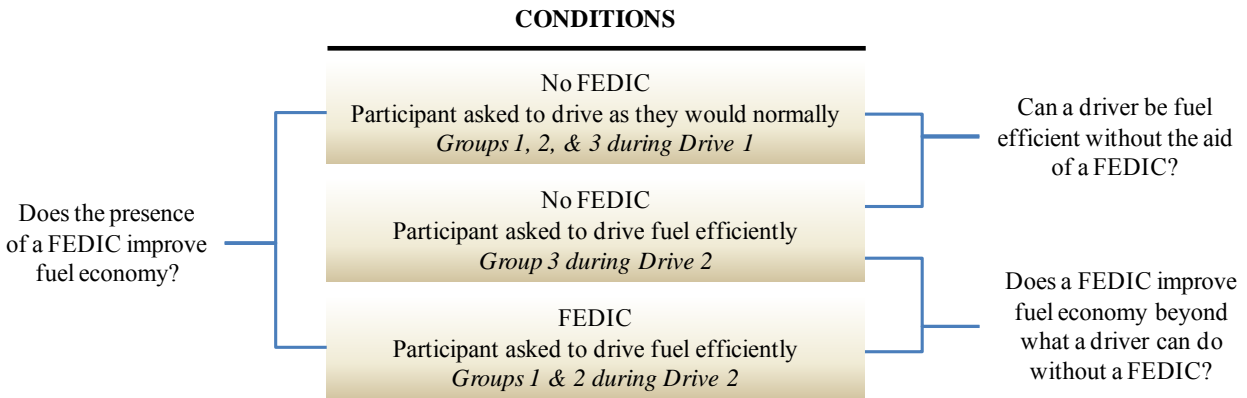 CONDITIONS
No FEDIC
Participant asked to drive as they would normally
Groups 1, 2, & 3 during Drive 1
No FEDIC
Participant asked to drive fuel efficiently
Group 3 during Drive 2
FEDIC
Participant asked to drive fuel efficiently
Groups 1 & 2 during Drive 2
Does the presence
of a FEDIC improve
fuel economy?
Can a driver be fuel
efficient without the aid
of a FEDIC?
Does a FEDIC improve
fuel economy beyond
what a driver can do
without a FEDIC?